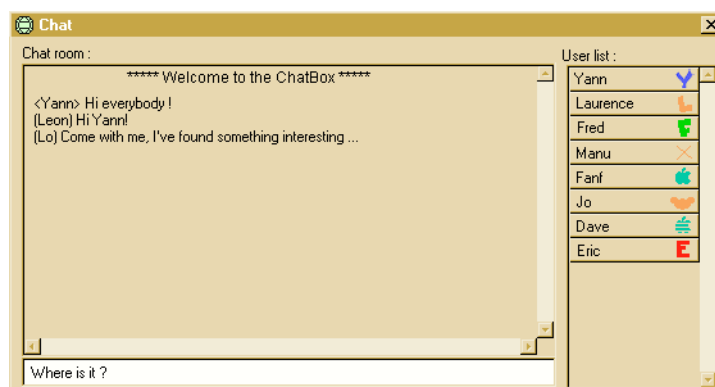 Chat
Chat room :
User list :
***** Welcome to the ChatBox *****
<Yann> Hi everybody !
(Leon) Hi Yann!
(Lo) Come with me, I've found something interesting ...
Yann
Laurence
Fred
Manu
Fanf
Jo
Dave
Eric
E
Where is it ?